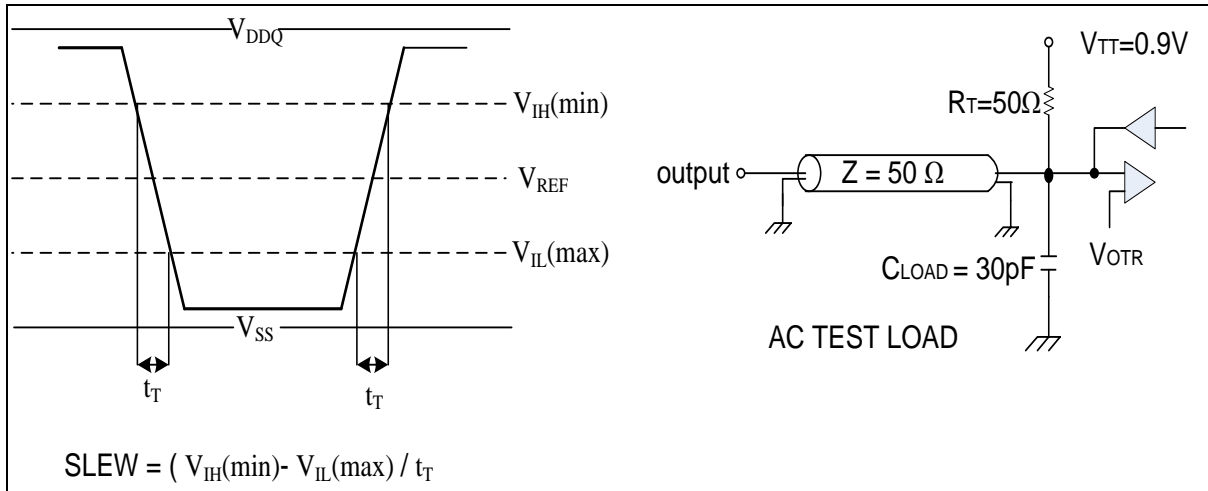 VDDQ
VIH(min)
VREF
VIL(max)
VSS
tT
tT
SLEW = ( VIH(min)- VIL(max) / tT
VTT=0.9V
RT=50Ω
output
Z = 50 Ω
VOTR
CLOAD = 30pF
AC TEST LOAD